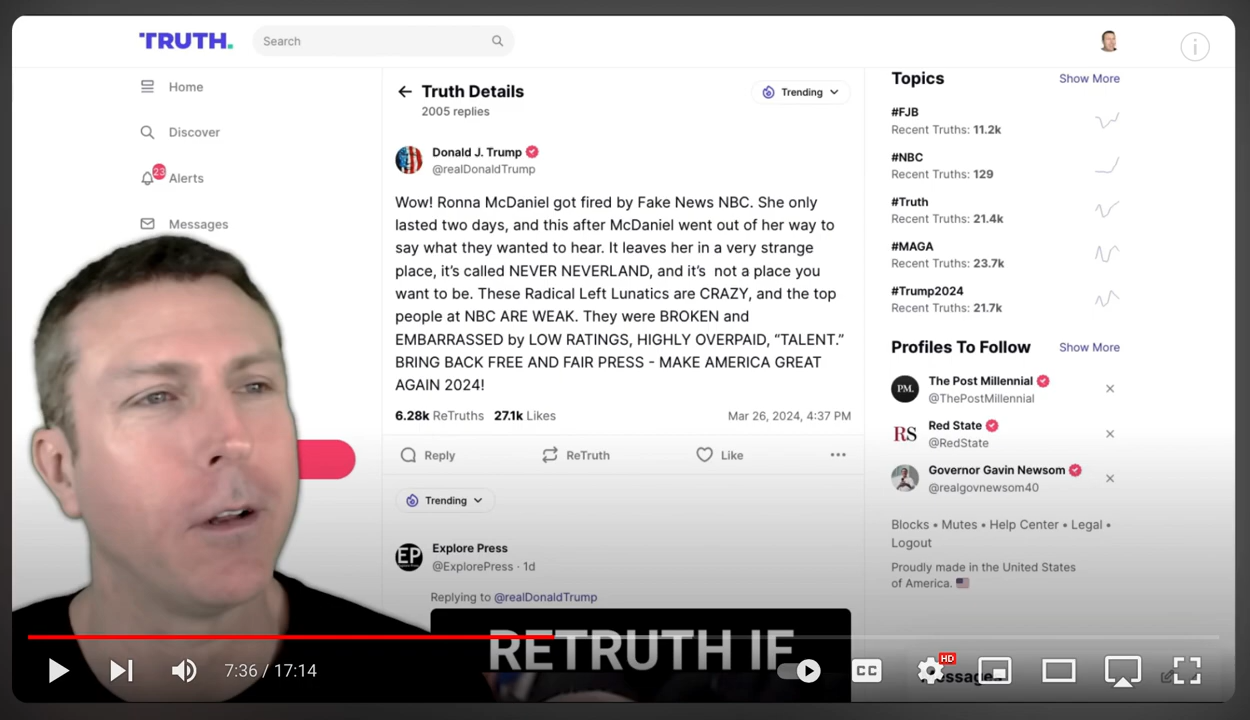 TRUTH.
Search
Home
Discover
23
Alerts
Messages
Truth Details
2005 replies
Trending
Donald J. Trump
@realDonaldTrump
Wow! Ronna McDaniel got fired by Fake News NBC. She only
lasted two days, and this after McDaniel went out of her way to
say what they wanted to hear. It leaves her in a very strange
place, it’s called NEVER NEVERLAND, and it’s  not a place you
want to be. These Radical Left Lunatics are CRAZY, and the top
people at NBC ARE WEAK. They were BROKEN and
EMBARRASSED by LOW RATINGS, HIGHLY OVERPAID, “TALENT.”
BRING BACK FREE AND FAIR PRESS - MAKE AMERICA GREAT
AGAIN 2024!
6.28k ReTruths 27.1k Likes Mar 26, 2024, 4:37 PM
Reply ReTruth Like
Trending
EP
Explore Press
@ExplorePress · 1d
Replying to @realDonaldTrump
RETRUTH IF
Topics Show More
#FJB
Recent Truths: 11.2k
#NBC
Recent Truths: 129
#Truth
Recent Truths: 21.4k
#MAGA
Recent Truths: 23.7k
#Trump2024
Recent Truths: 21.7k
Profiles To Follow Show More
PM.
The Post Millennial
@ThePostMillennial
RS
Red State
@RedState
Governor Gavin Newsom
@realgovnewsom40
Blocks • Mutes • Help Center • Legal •
Logout
Proudly made in the United States
of America.
7:36 / 17:14
CC
HD